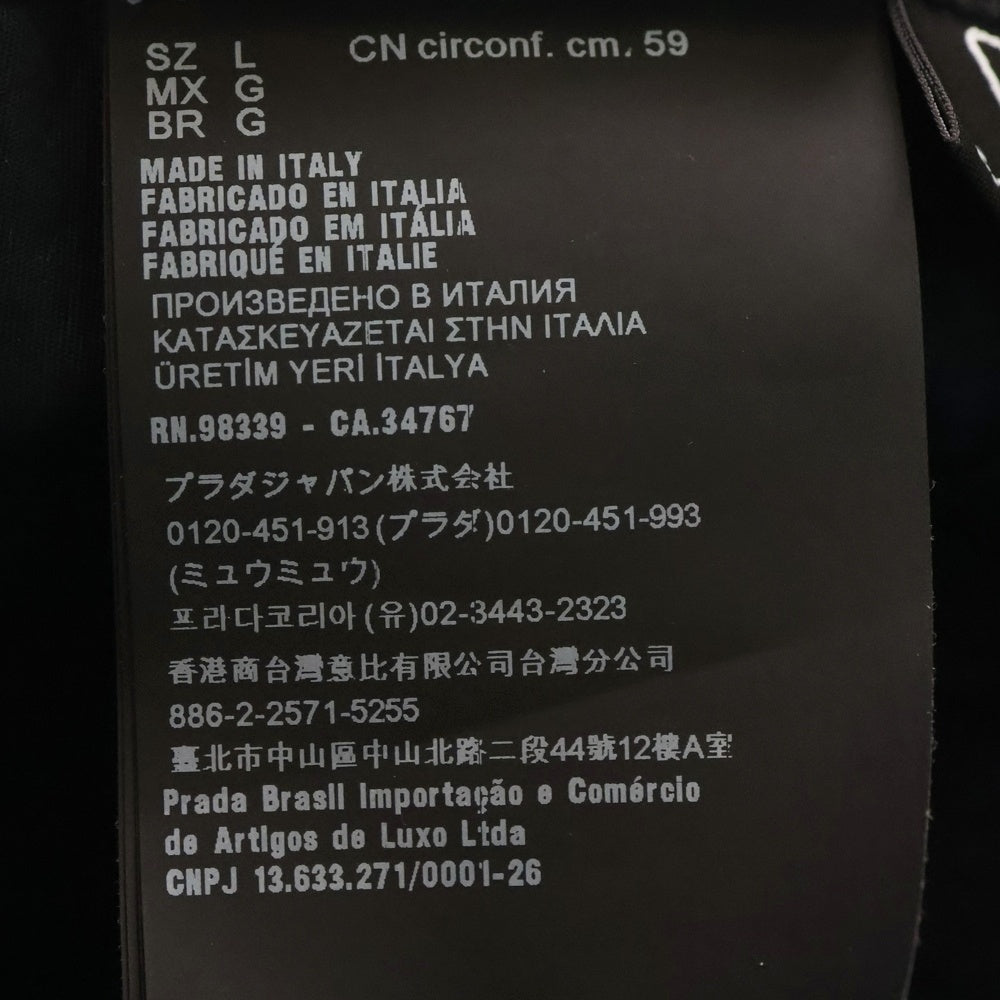 SZ L CN circonf. cm. 59
MX G
BR G
MADE IN ITALY
FABRICADO EN ITALIA
FABRICADO EM ITÁLIA
FABRIQUÉ EN ITALIE
ПРОИЗВЕДЕНО В ИТАЛИЯ
ΚΑΤΑΣΚΕΥΑΖΕΤΑΙ ΣΤΗΝ ΙΤΑΛΙΑ
ÜRETİM YERİ İTALYA
RN.98339 - CA.34767
プラダジャパン株式会社
0120-451-913(プラダ)0120-451-993
(ミュウミュウ)
프라다코리아(유)02-3443-2323
香港商台灣意比有限公司台灣分公司
886-2-2571-5255
臺北市中山區中山北路二段44號12樓A室
Prada Brasil Importação e Comércio
de Artigos de Luxo Ltda
CNPJ 13.633.271/0001-26